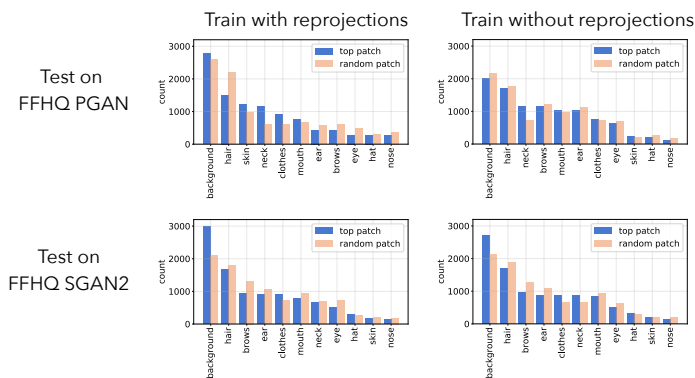 Train with reprojections
Train without reprojections
Test on
FFHQ PGAN
3000
2000
1000
0
count
top patch
random patch
background
hair
skin
neck
clothes
mouth
ear
brows
eye
hat
nose
3000
2000
1000
0
count
top patch
random patch
background
hair
neck
brows
mouth
ear
clothes
eye
skin
hat
nose
Test on
FFHQ SGAN2
3000
2000
1000
0
count
top patch
random patch
background
hair
brows
ear
clothes
mouth
neck
eye
hat
skin
nose
3000
2000
1000
0
count
top patch
random patch
background
hair
brows
ear
clothes
neck
mouth
eye
hat
skin
nose